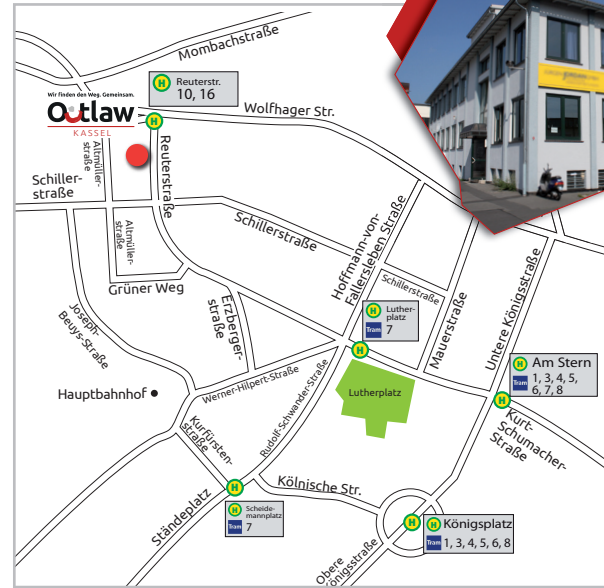 Mombachstraße
Wir finden den Weg. Gemeinsam.
Outlaw
KASSEL
H Reuterstr.
10, 16
H
Wolfhager Str.
Altmüller-
straße
Reuterstraße
Schiller-
straße
Altmüller-
straße
Schillerstraße
Hoffmann-von-
Fallersleben Straße
Grüner Weg
Schillerstraße
Mauerstraße
Untere Königsstraße
Joseph-
Beuys-Straße
Erzberger-
straße
H Luther-
platz
Tram 7
H
H Am Stern
Tram 1, 3, 4, 5,
6, 7, 8
H
Hauptbahnhof
Werner-Hilpert-Straße
Rudolf-Schwander-Straße
Lutherplatz
Kurt-
Schumacher-
Straße
Kurfürsten-
straße
Kölnische Str.
H
Ständeplatz
H Scheide-
mannplatz
Tram 7
H
H H Königsplatz
Tram 1, 3, 4, 5, 6, 8
Obere
Königsstraße